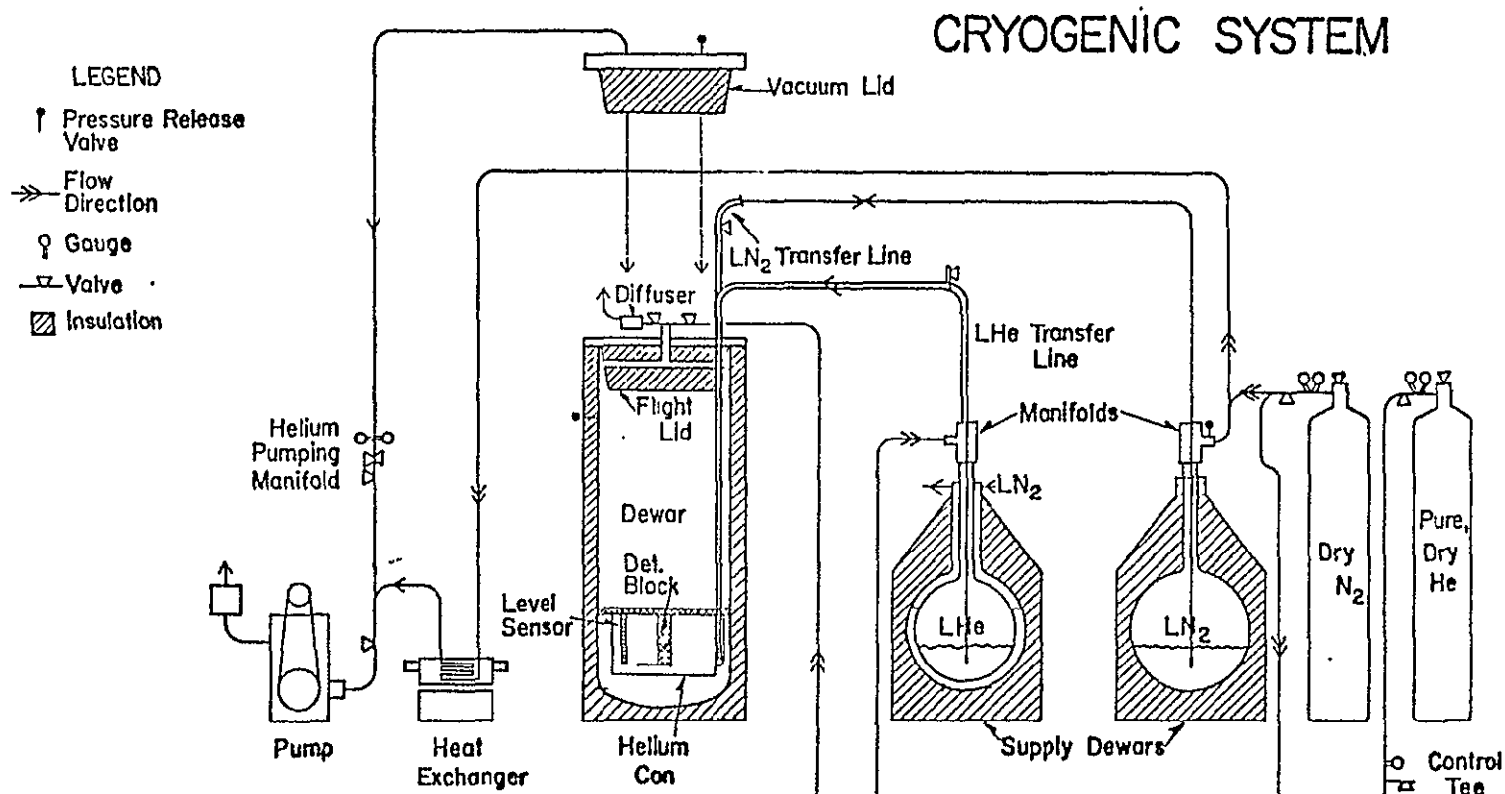 CRYOGENIC SYSTEM
LEGEND
Pressure Release
Valve
Flow
Direction
Gauge
Valve
Insulation
Vacuum Lid
LN2 Transfer Line
Diffuser
LHe Transfer
Line
Flight
Lid
Manifolds
Helium
Pumping
Manifold
LN2
Dewar
Det.
Block
Level
Sensor
LHe
LN2
Dry
N2
Pure,
Dry
He
Pump
Heat
Exchanger
Helium
Con
Supply Dewars
Control
Tee